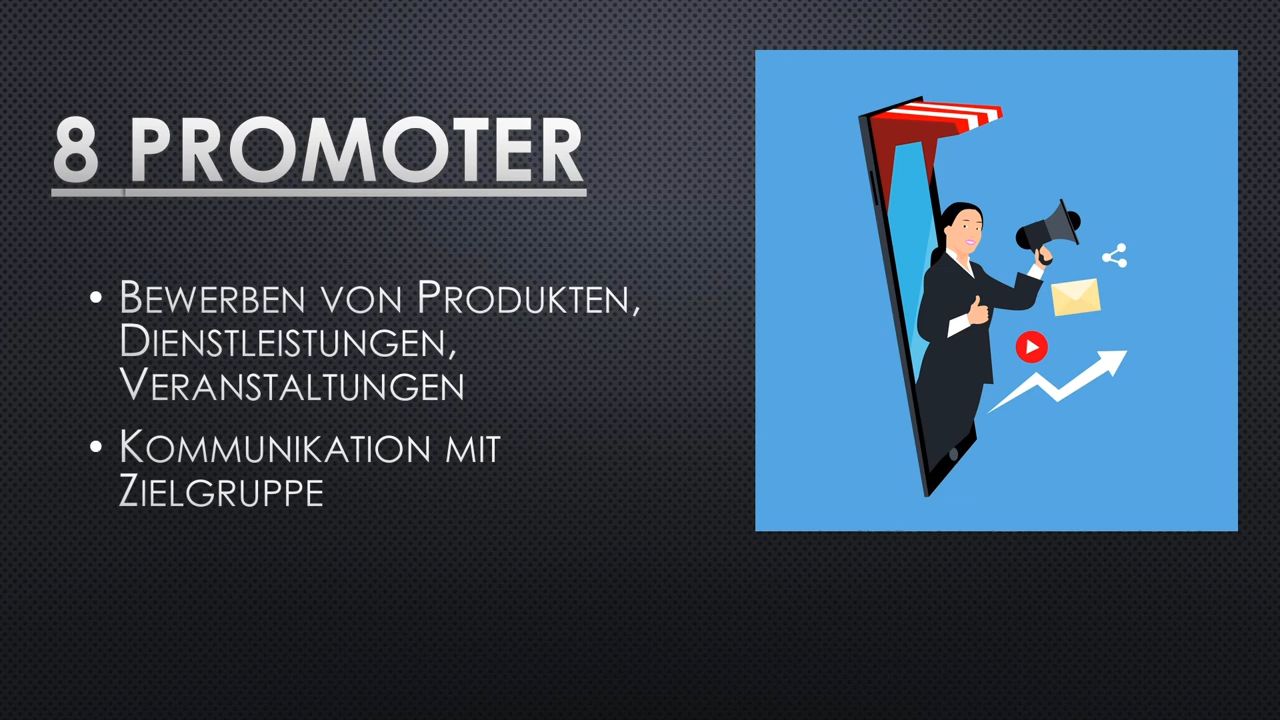 8 PROMOTER
• Bewerben von Produkten,
Dienstleistungen,
Veranstaltungen
• Kommunikation mit
Zielgruppe